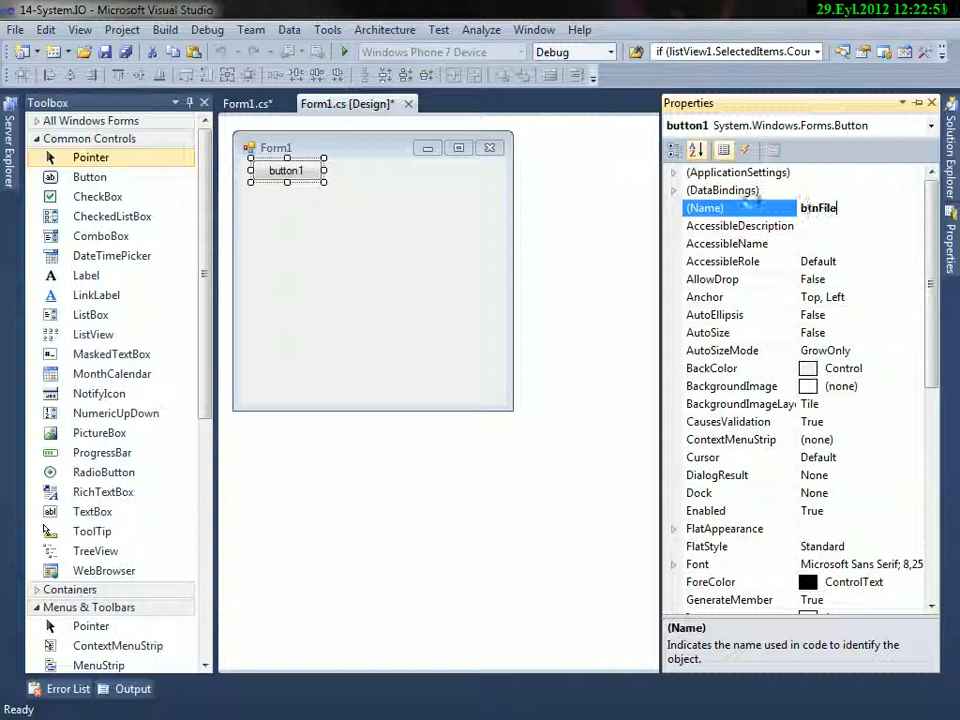 14-System.IO - Microsoft Visual Studio
29.Eyl.2012 12:22:51
File Edit View Project Build Debug Team Data Tools Architecture Test Analyze Window Help
Windows Phone 7 Device Debug if (listView1.SelectedItems.Cour
Toolbox
Form1.cs* Form1.cs [Design]*
Properties
Server Explorer
All Windows Forms
Common Controls
Pointer
Button
CheckBox
CheckedListBox
ComboBox
DateTimePicker
Label
LinkLabel
ListBox
ListView
MaskedTextBox
MonthCalendar
NotifyIcon
NumericUpDown
PictureBox
ProgressBar
RadioButton
RichTextBox
TextBox
ToolTip
TreeView
WebBrowser
Containers
Menus & Toolbars
Pointer
ContextMenuStrip
MenuStrip
Form1
button1
button1 System.Windows.Forms.Button
(ApplicationSettings)
(DataBindings)
(Name) btnFile
AccessibleDescription
AccessibleName
AccessibleRole Default
AllowDrop False
Anchor Top, Left
AutoEllipsis False
AutoSize False
AutoSizeMode GrowOnly
BackColor Control
BackgroundImage (none)
BackgroundImageLay Tile
CausesValidation True
ContextMenuStrip (none)
Cursor Default
DialogResult None
Dock None
Enabled True
FlatAppearance
FlatStyle Standard
Font Microsoft Sans Serif; 8,25
ForeColor ControlText
GenerateMember True
(Name)
Indicates the name used in code to identify the
object.
Solution Explorer
Properties
Error List Output
Ready